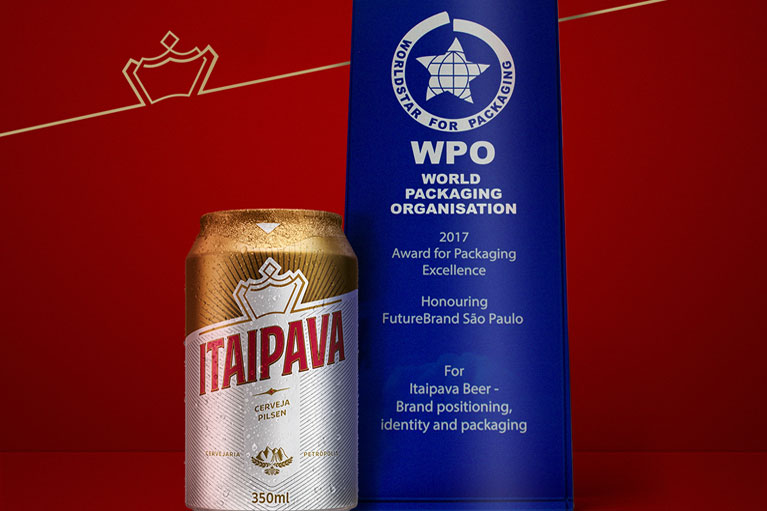 WORLDSTAR FOR PACKAGING
WPO
WORLD
PACKAGING
ORGANISATION
2017
Award for Packaging
Excellence
Honouring
FutureBrand São Paulo
For
Itaipava Beer -
Brand positioning,
identity and packaging
ITAIPAVA
CERVEJA
PILSEN
CERVEJARIA PETRÓPOLIS
350ml